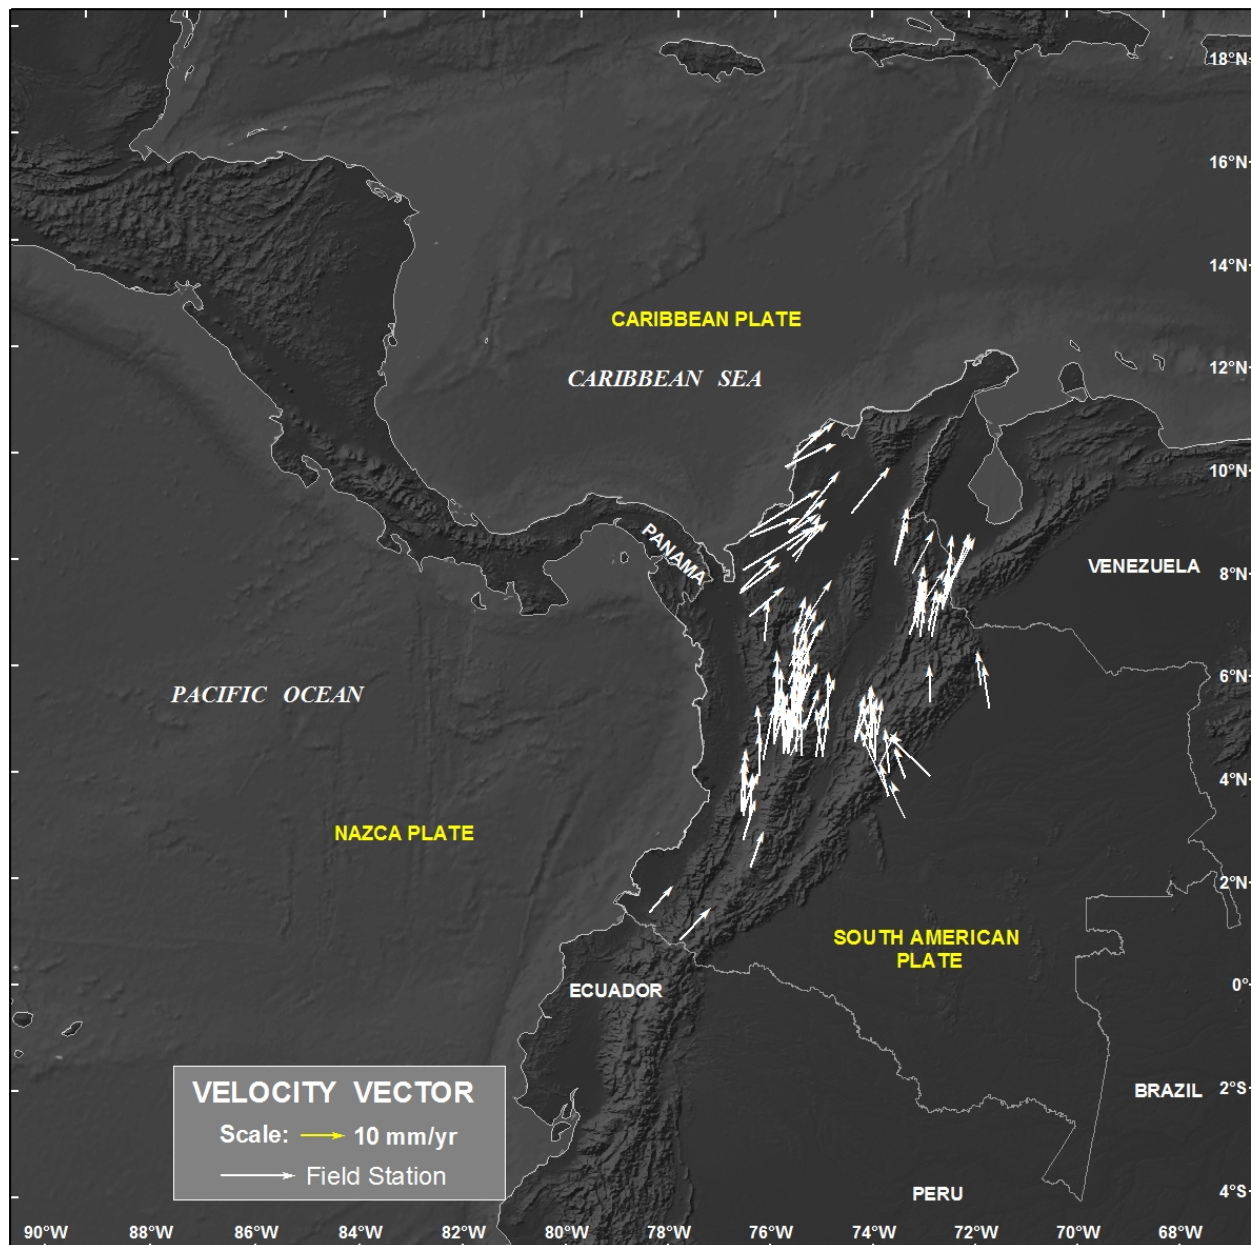 18°N
16°N
14°N
CARIBBEAN PLATE
CARIBBEAN SEA
12°N
10°N
PANAMA
VENEZUELA
8°N
PACIFIC OCEAN
6°N
4°N
NAZCA PLATE
2°N
SOUTH AMERICAN
PLATE
ECUADOR
0°
VELOCITY VECTOR
Scale: 10 mm/yr
Field Station
BRAZIL
2°S
PERU
4°S
90°W 88°W 86°W 84°W 82°W 80°W 78°W 76°W 74°W 72°W 70°W 68°W